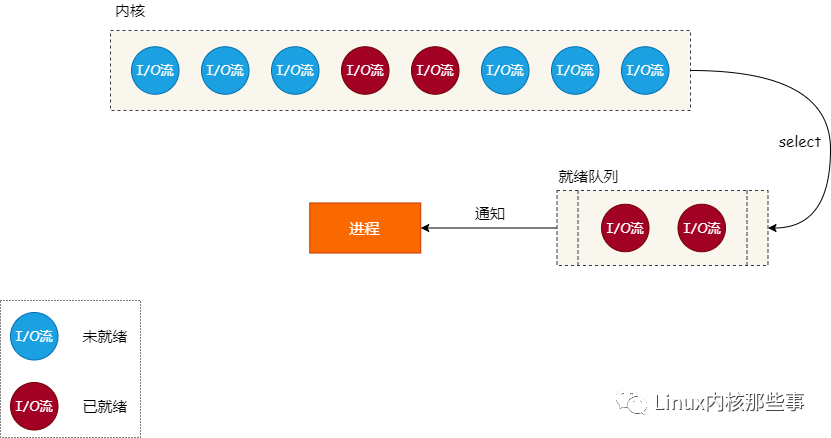 内核
I/O流 I/O流 I/O流 I/O流 I/O流 I/O流 I/O流 I/O流
select
就绪队列
进程
通知
I/O流 I/O流
I/O流 未就绪
I/O流 已就绪
Linux内核那些事